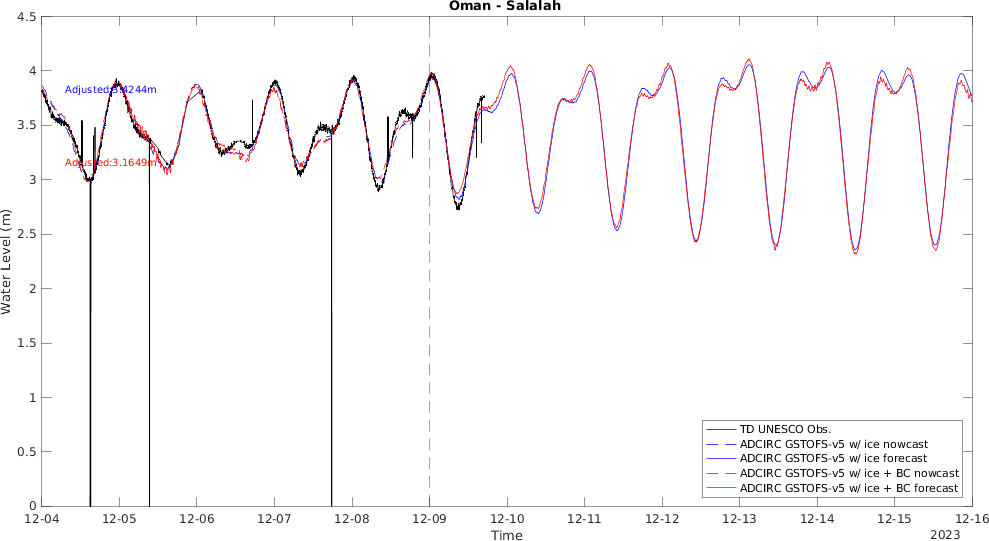 Oman - Salalah
4.5
4
3.5
3
2.5
2
1.5
1
0.5
0
Water Level (m)
Adjusted:3.4244m
Adjusted:3.1649m
TD UNESCO Obs.
ADCIRC GSTOFS-v5 w/ ice nowcast
ADCIRC GSTOFS-v5 w/ ice forecast
ADCIRC GSTOFS-v5 w/ ice + BC nowcast
ADCIRC GSTOFS-v5 w/ ice + BC forecast
12-04 12-05 12-06 12-07 12-08 12-09 12-10 12-11 12-12 12-13 12-14 12-15 12-16
Time
2023